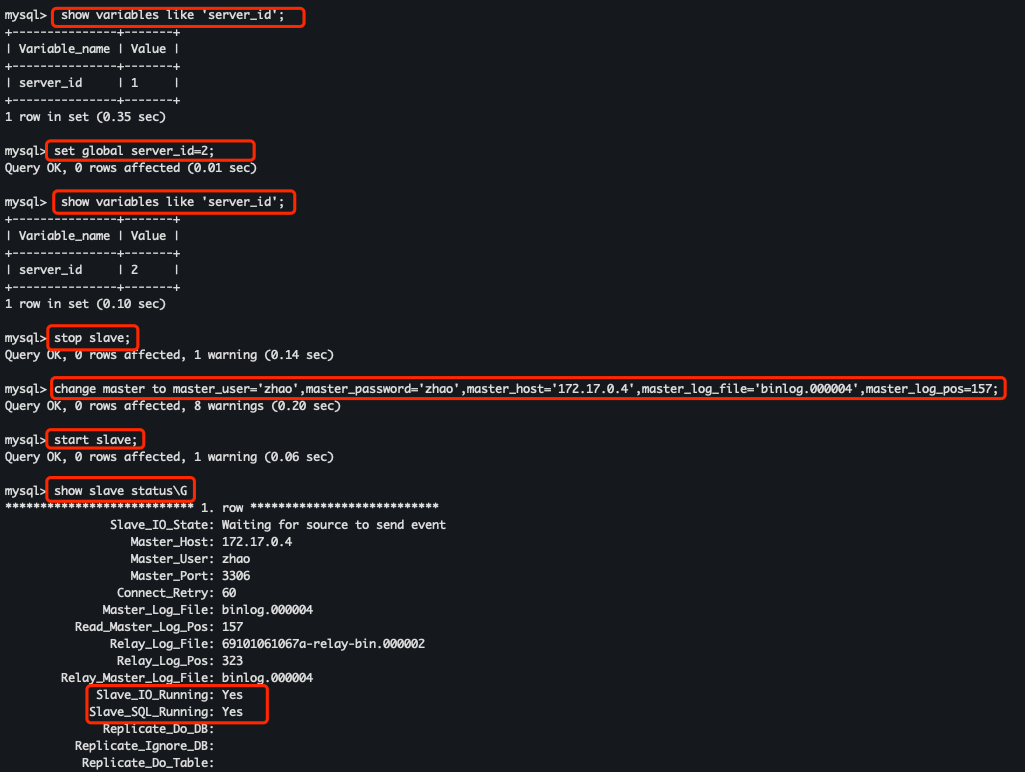 mysql> show variables like 'server_id';
+---------------+-------+
| Variable_name | Value |
+---------------+-------+
| server_id     | 1     |
+---------------+-------+
1 row in set (0.35 sec)
mysql> set global server_id=2;
Query OK, 0 rows affected (0.01 sec)
mysql> show variables like 'server_id';
+---------------+-------+
| Variable_name | Value |
+---------------+-------+
| server_id     | 2     |
+---------------+-------+
1 row in set (0.10 sec)
mysql> stop slave;
Query OK, 0 rows affected, 1 warning (0.14 sec)
mysql> change master to master_user='zhao',master_password='zhao',master_host='172.17.0.4',master_log_file='binlog.000004',master_log_pos=157;
Query OK, 0 rows affected, 8 warnings (0.20 sec)
mysql> start slave;
Query OK, 0 rows affected, 1 warning (0.06 sec)
mysql> show slave status\G
*************************** 1. row ***************************
Slave_IO_State: Waiting for source to send event
Master_Host: 172.17.0.4
Master_User: zhao
Master_Port: 3306
Connect_Retry: 60
Master_Log_File: binlog.000004
Read_Master_Log_Pos: 157
Relay_Log_File: 69101061067a-relay-bin.000002
Relay_Log_Pos: 323
Relay_Master_Log_File: binlog.000004
Slave_IO_Running: Yes
Slave_SQL_Running: Yes
Replicate_Do_DB:
Replicate_Ignore_DB:
Replicate_Do_Table: